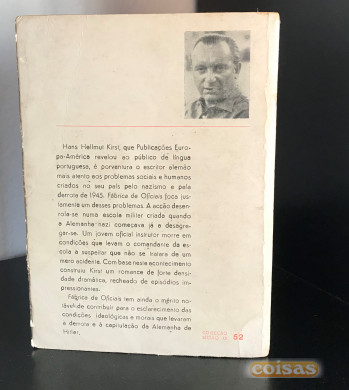 Hans Hellmut Kirst, que Publicações Euro-
pa-América revelou ao público de língua
portuguesa, é porventura o escritor alemão
mais atento aos problemas sociais e humanos
criados no seu país pelo nazismo e pela
derrota de 1945. Fábrica de Oficiais foca jus-
tamente um desses problemas. A acção desen-
rola-se numa escola militar criada quando
a Alemanha nazi começava já a desagre-
gar-se. Um jovem oficial instrutor morre em
condições que levam o comandante da es-
cola a suspeitar que não se tratara de um
mero acidente. Com base neste acontecimento
construiu Kirst um romance de forte densi-
dade dramática, recheado de episódios im-
pressionantes.
Fábrica de Oficiais tem ainda o mérito no-
tável de contribuir para o esclarecimento das
condições ideológicas e morais que levaram
à derrota e à capitulação da Alemanha de
Hitler.
52
coisas